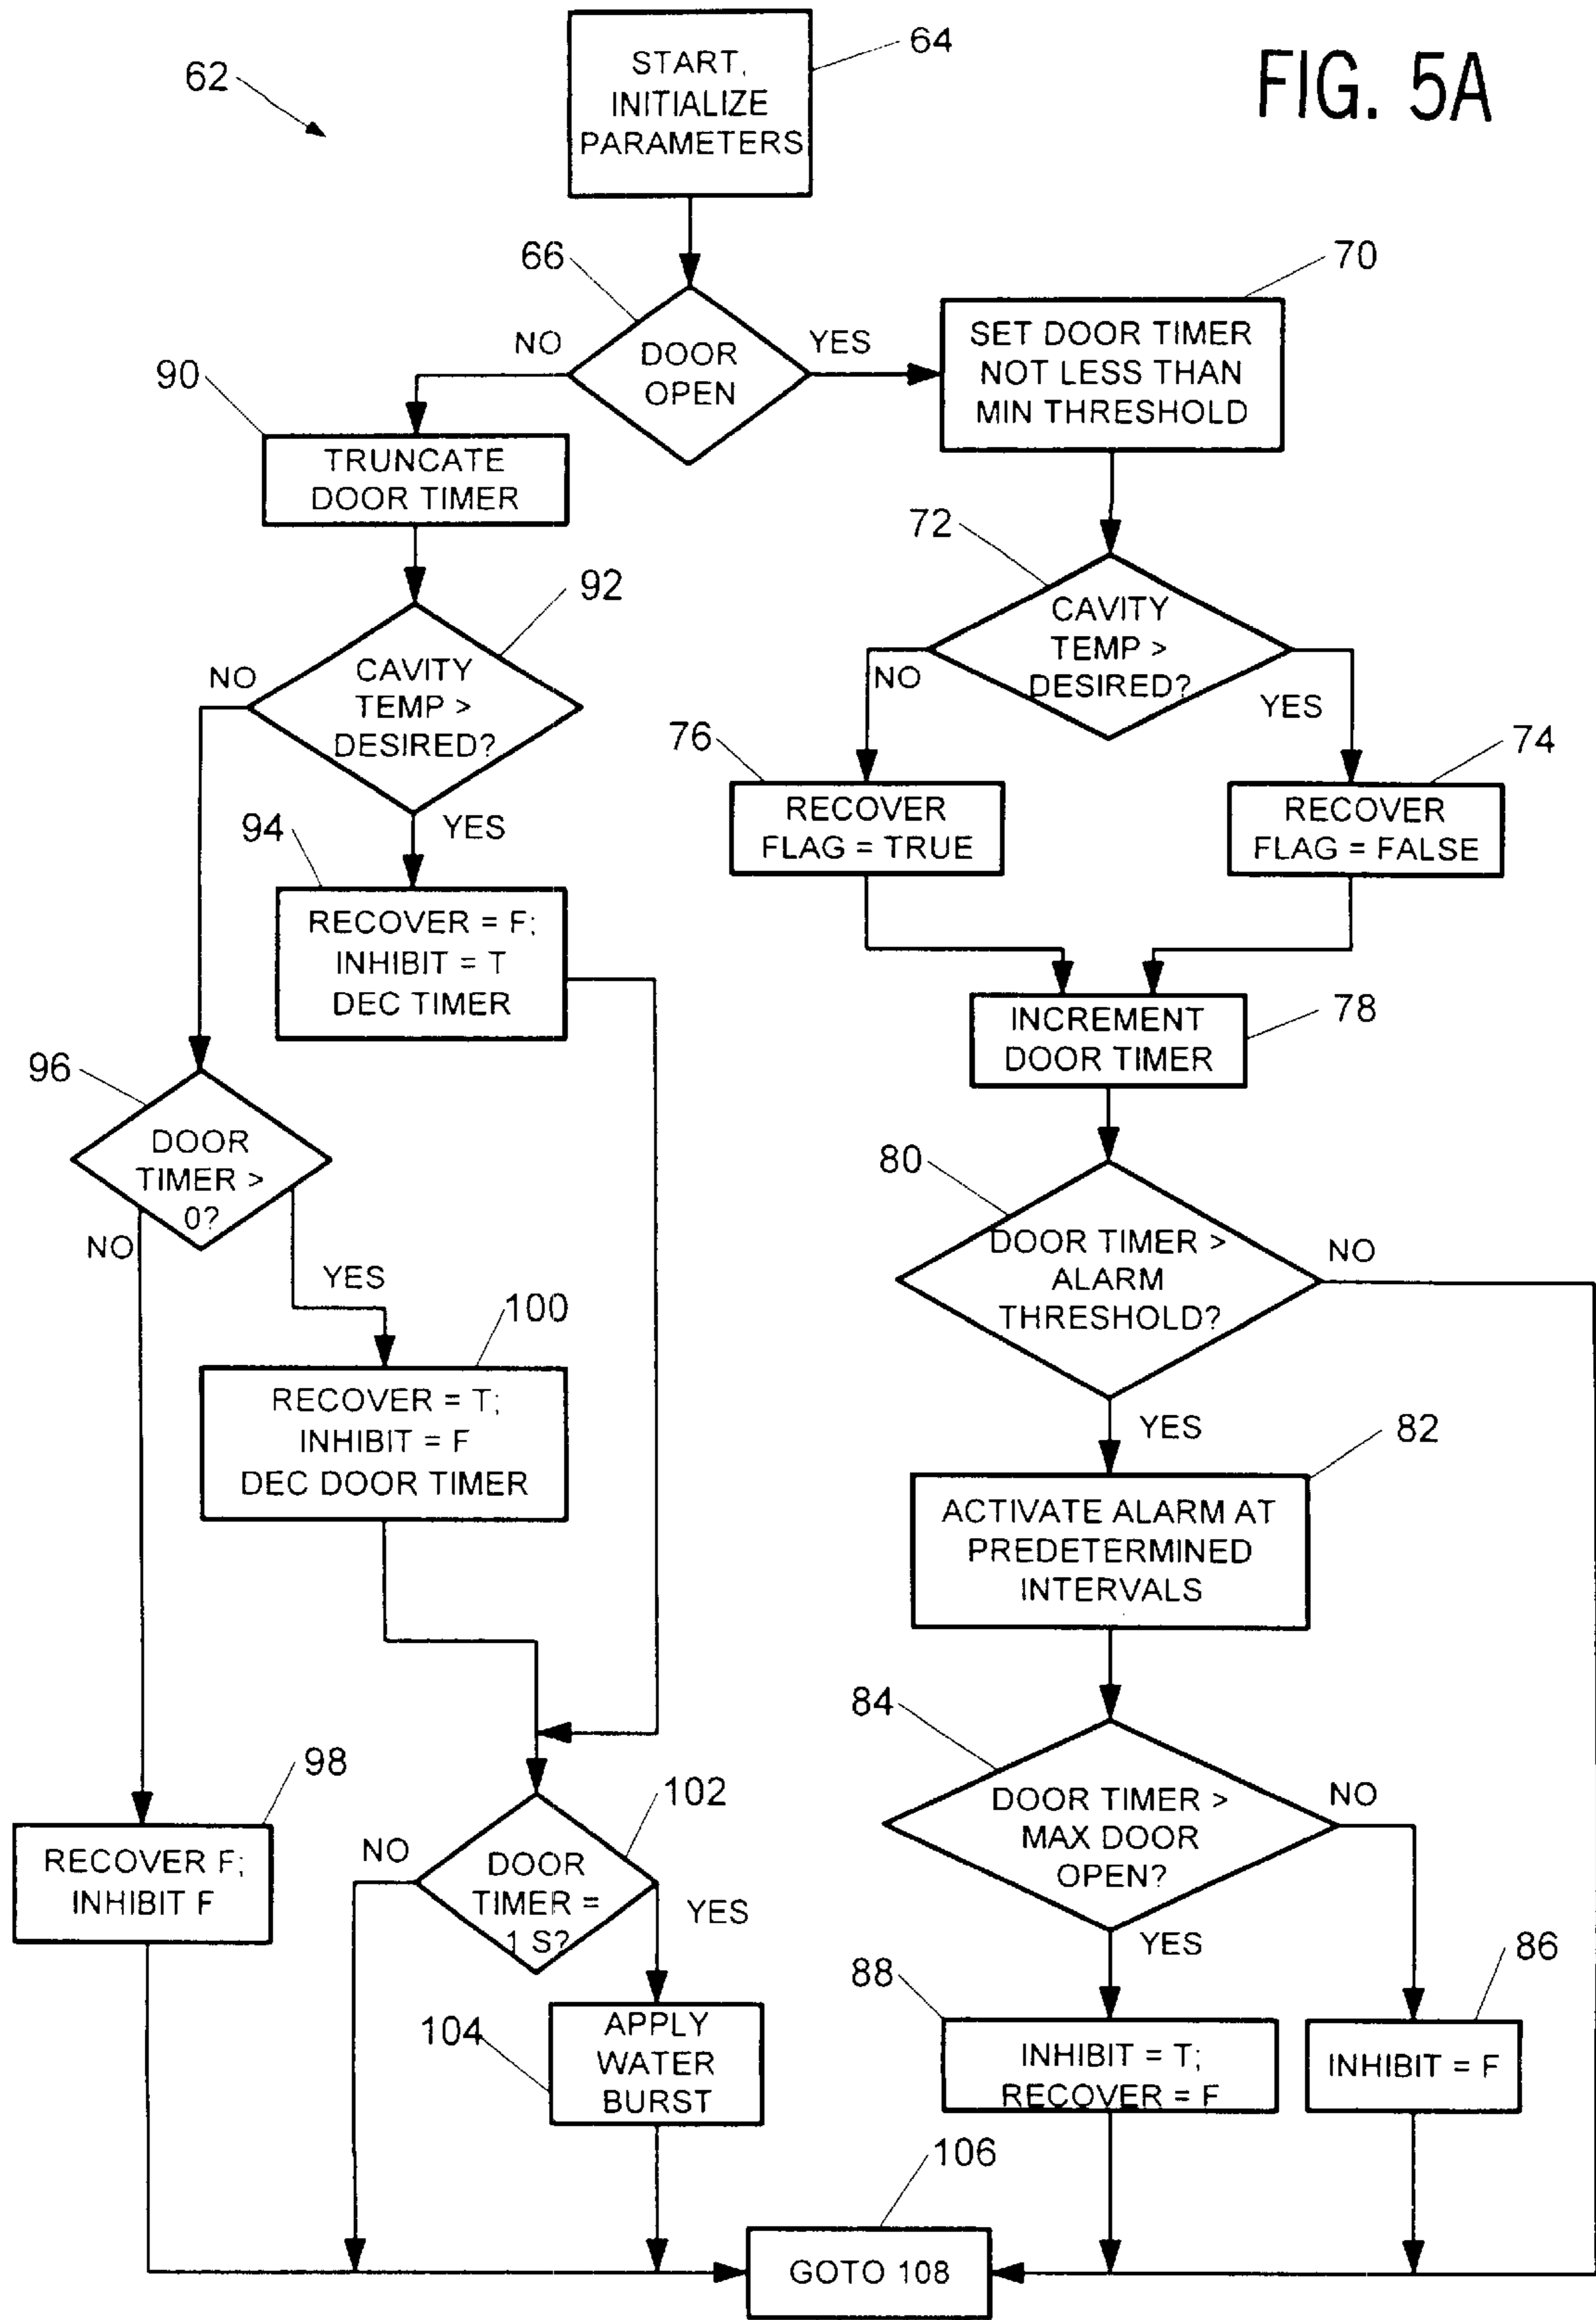 FIG. 5A
62
64
START,
INITIALIZE
PARAMETERS
66
DOOR
OPEN
NO
YES
70
SET DOOR TIMER
NOT LESS THAN
MIN THRESHOLD
90
TRUNCATE
DOOR TIMER
72
CAVITY
TEMP >
DESIRED?
NO
YES
92
CAVITY
TEMP >
DESIRED?
NO
YES
76
RECOVER
FLAG = TRUE
74
RECOVER
FLAG = FALSE
94
RECOVER = F;
INHIBIT = T
DEC TIMER
78
INCREMENT
DOOR TIMER
96
DOOR
TIMER >
0?
NO
YES
80
DOOR TIMER >
ALARM
THRESHOLD?
NO
YES
100
RECOVER = T;
INHIBIT = F
DEC DOOR TIMER
82
ACTIVATE ALARM AT
PREDETERMINED
INTERVALS
84
DOOR TIMER >
MAX DOOR
OPEN?
NO
YES
98
RECOVER F;
INHIBIT F
102
DOOR
TIMER =
1 S?
NO
YES
104
APPLY
WATER
BURST
88
INHIBIT = T;
RECOVER = F
86
INHIBIT = F
106
GOTO 108